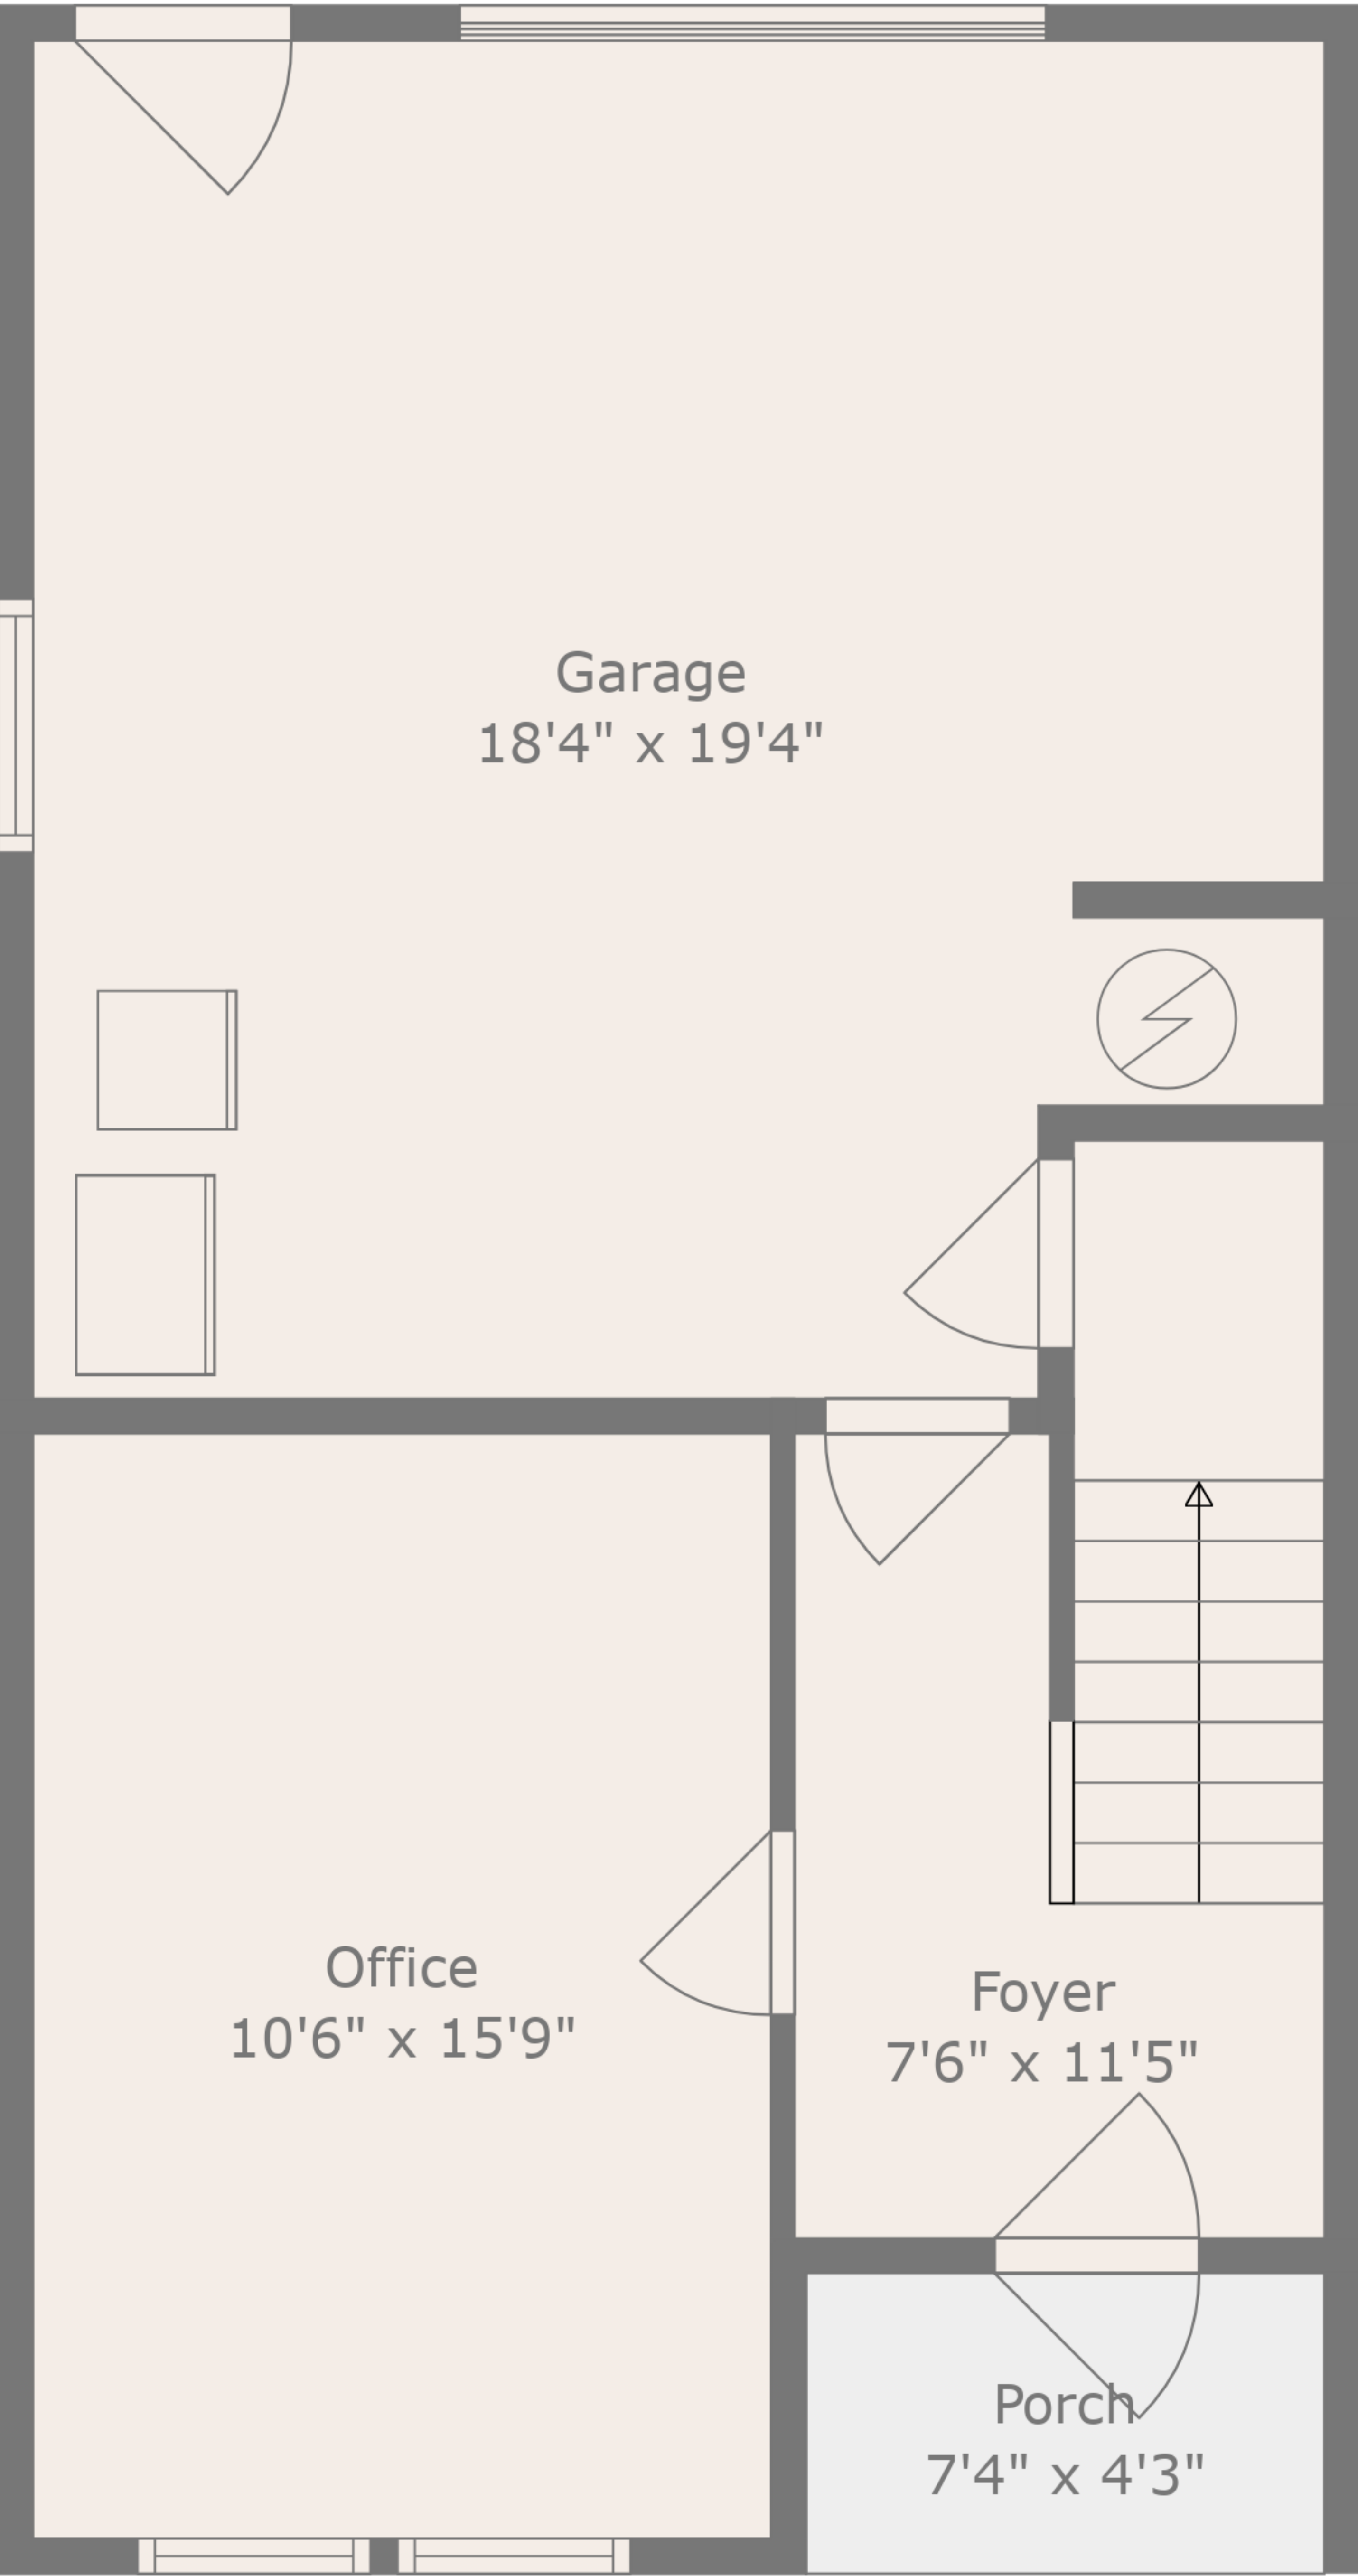 Garage
18'4" x 19'4"
Office
10'6" x 15'9"
Foyer
7'6" x 11'5"
Porch
7'4" x 4'3"